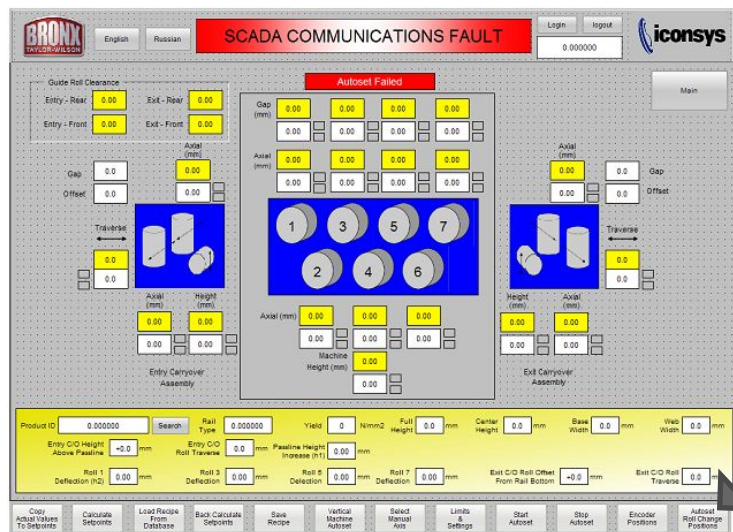 BRONX
TAYLOR-WILSON
English
Russian
SCADA COMMUNICATIONS FAULT
Login
logout
0.000000
iconsys
Guide Roll Clearance
Entry - Rear 0.00 Exit - Rear 0.00
Entry - Front 0.00 Exit - Front 0.00
Autoset Failed
Main
Gap
(mm)
0.00 0.00 0.00 0.00
0.00 0.00 0.00 0.00
Axial
(mm)
0.00 0.00 0.00 0.00
0.00 0.00 0.00 0.00
Axial
(mm)
Gap 0.0 0.00
Offset 0.0 0.00
Traverse
0.0
0.0
Axial
(mm)
Height
(mm)
0.00 0.00
0.00 0.00
Entry Carryover
Assembly
1 3 5 7
2 4 6
Axial (mm) 0.00 0.00 0.00
0.00 0.00 0.00
Machine
Height (mm)
0.00
0.00
Axial
(mm)
0.00 0.0 Gap
0.00 0.0 Offset
Traverse
0.0
0.0
Height
(mm)
Axial
(mm)
0.00 0.00
0.00 0.00
Exit Carryover
Assembly
Product ID 0.000000 Search Rail Type 0.000000 Yield 0 N/mm2 Full Height 0.0 mm Center Height 0.0 mm Base Width 0.0 mm Web Width 0.0 mm
Entry C/O Height Above Passline +0.0 mm Entry C/O Roll Traverse 0.0 mm Passline Height Increase (h1) 0.00 mm
Roll 1 Deflection (h2) 0.00 mm Roll 3 Deflection 0.00 mm Roll 5 Delection 0.00 mm Roll 7 Deflection 0.00 mm Exit C/O Roll Offset From Rail Bottom +0.0 mm Exit C/O Roll Traverse 0.0 m
Copy Actual Values To Setpoints
Calculate Setpoints
Load Recipe From Database
Back Calculate Setpoints
Save Recipe
Vertical Machine Autoset
Select Manual Axis
Limits & Settings
Start Autoset
Stop Autoset
Encoder Positions
Autoset Roll Change Positions